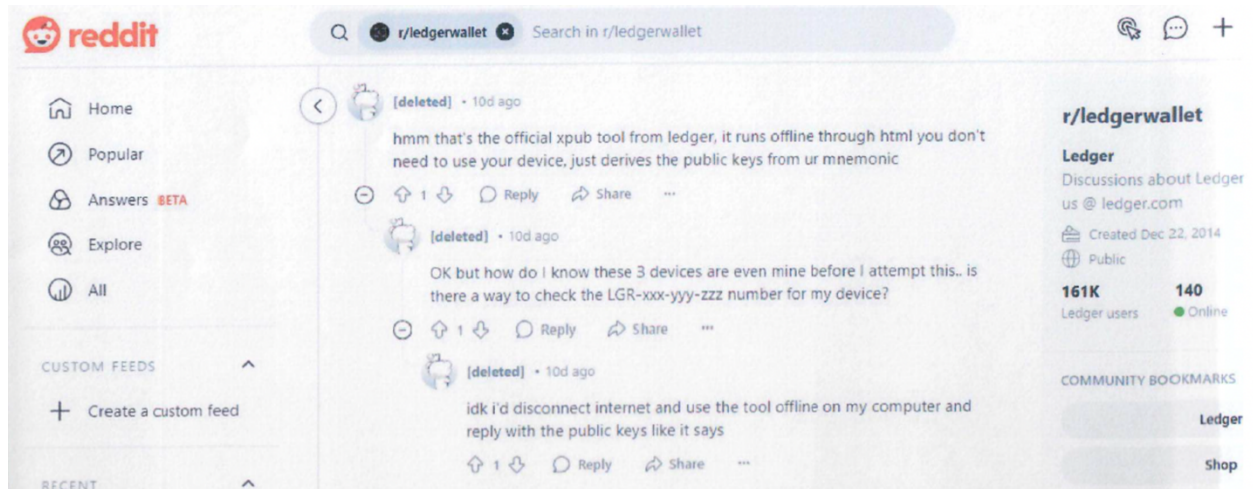 reddit
r/ledgerwallet
Search in r/ledgerwallet
Home
Popular
Answers BETA
Explore
All
CUSTOM FEEDS
Create a custom feed
RECENT
[deleted] • 10d ago
hmm that's the official xpub tool from ledger, it runs offline through html you don't
need to use your device, just derives the public keys from ur mnemonic
1 Reply Share ...
[deleted] • 10d ago
OK but how do I know these 3 devices are even mine before I attempt this.. is
there a way to check the LGR-xxx-yyy-zzz number for my device?
1 Reply Share ...
[deleted] • 10d ago
idk i'd disconnect internet and use the tool offline on my computer and
reply with the public keys like it says
1 Reply Share ...
r/ledgerwallet
Ledger
Discussions about Ledger
us @ ledger.com
Created Dec 22, 2014
Public
161K 140
Ledger users Online
COMMUNITY BOOKMARKS
Ledger
Shop